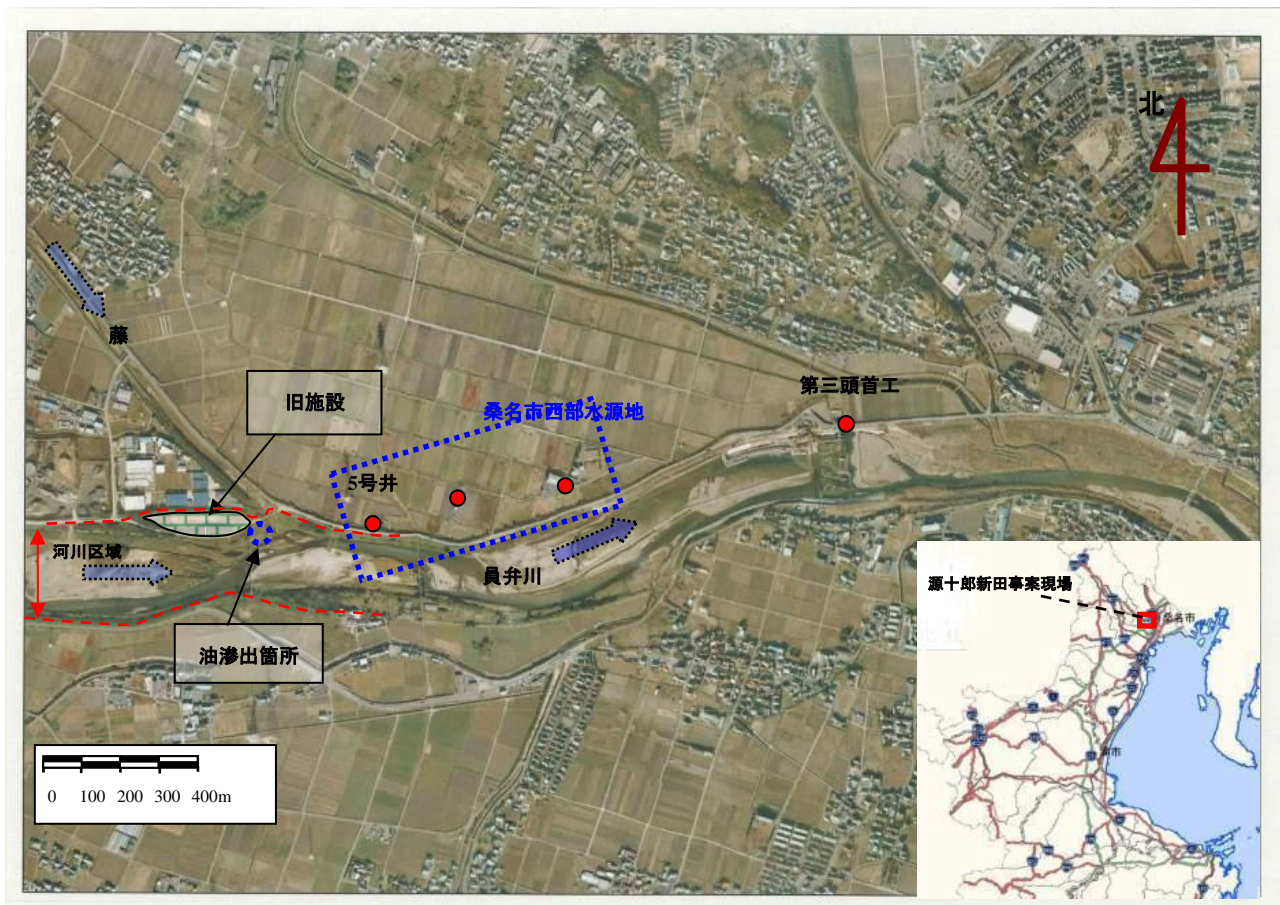 北
藤
旧施設
第三頭首工
桑名市西部水源地
5号井
河川区域
員弁川
油滲出箇所
源十郎新田事案現場
桑名市
0 100 200 300 400m